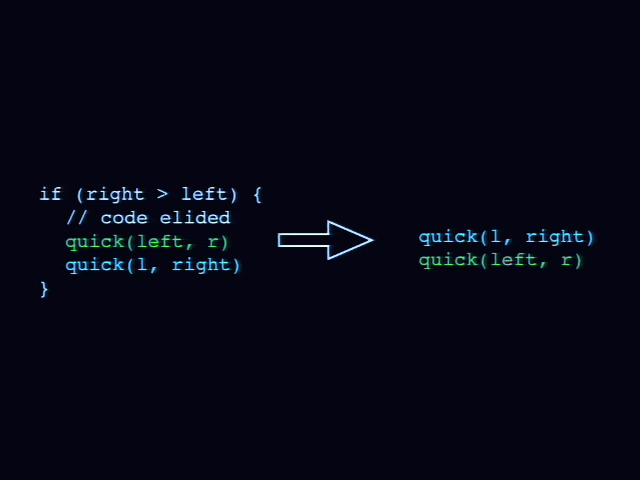 if (right > left) {
// code elided
quick(left, r)
quick(l, right)
}
quick(l, right)
quick(left, r)